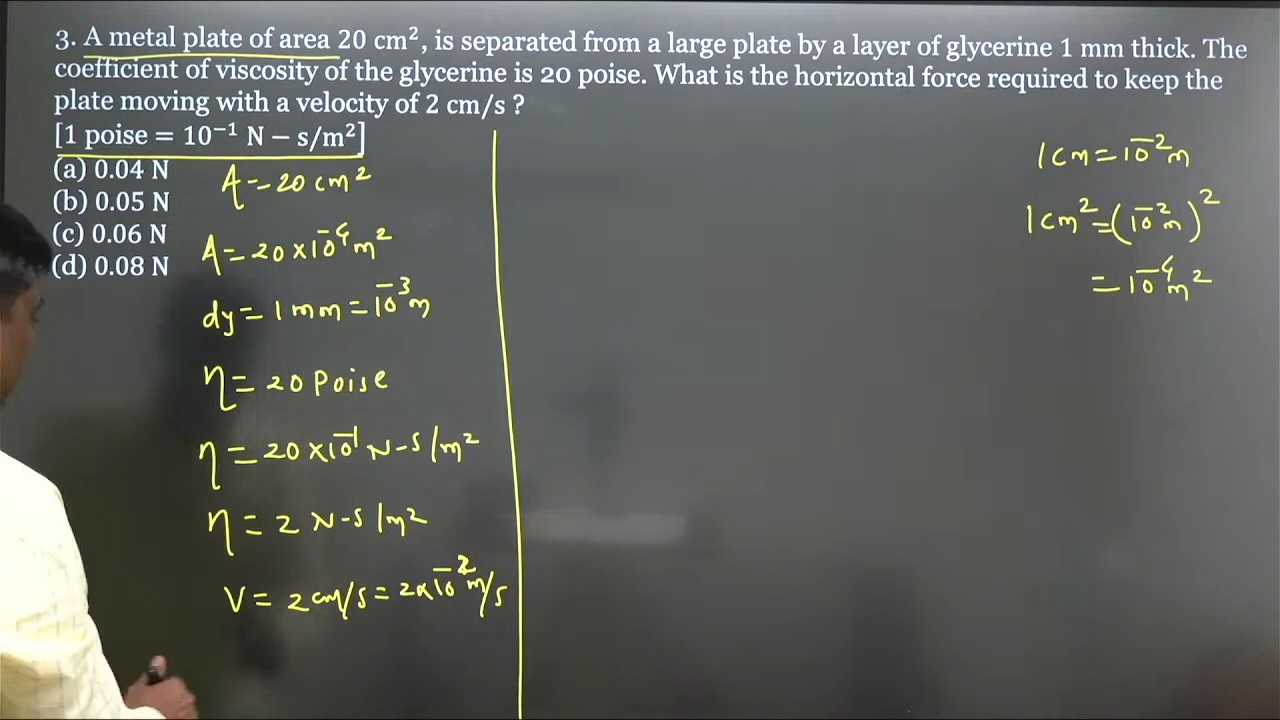 3. A metal plate of area 20 cm², is separated from a large plate by a layer of glycerine 1 mm thick. The
coefficient of viscosity of the glycerine is 20 poise. What is the horizontal force required to keep the
plate moving with a velocity of 2 cm/s ?
[1 poise = 10⁻¹ N – s/m²]
(a) 0.04 N
(b) 0.05 N
(c) 0.06 N
(d) 0.08 N
A = 20 cm²
A = 20 × 10⁻⁴ m²
dy = 1 mm = 10⁻³ m
η = 20 Poise
η = 20 × 10⁻¹ N-s/m²
η = 2 N-s/m²
V = 2 cm/s = 2 × 10⁻² m/s
1 cm = 10⁻² m
1 cm² = (10⁻² m)²
= 10⁻⁴ m²